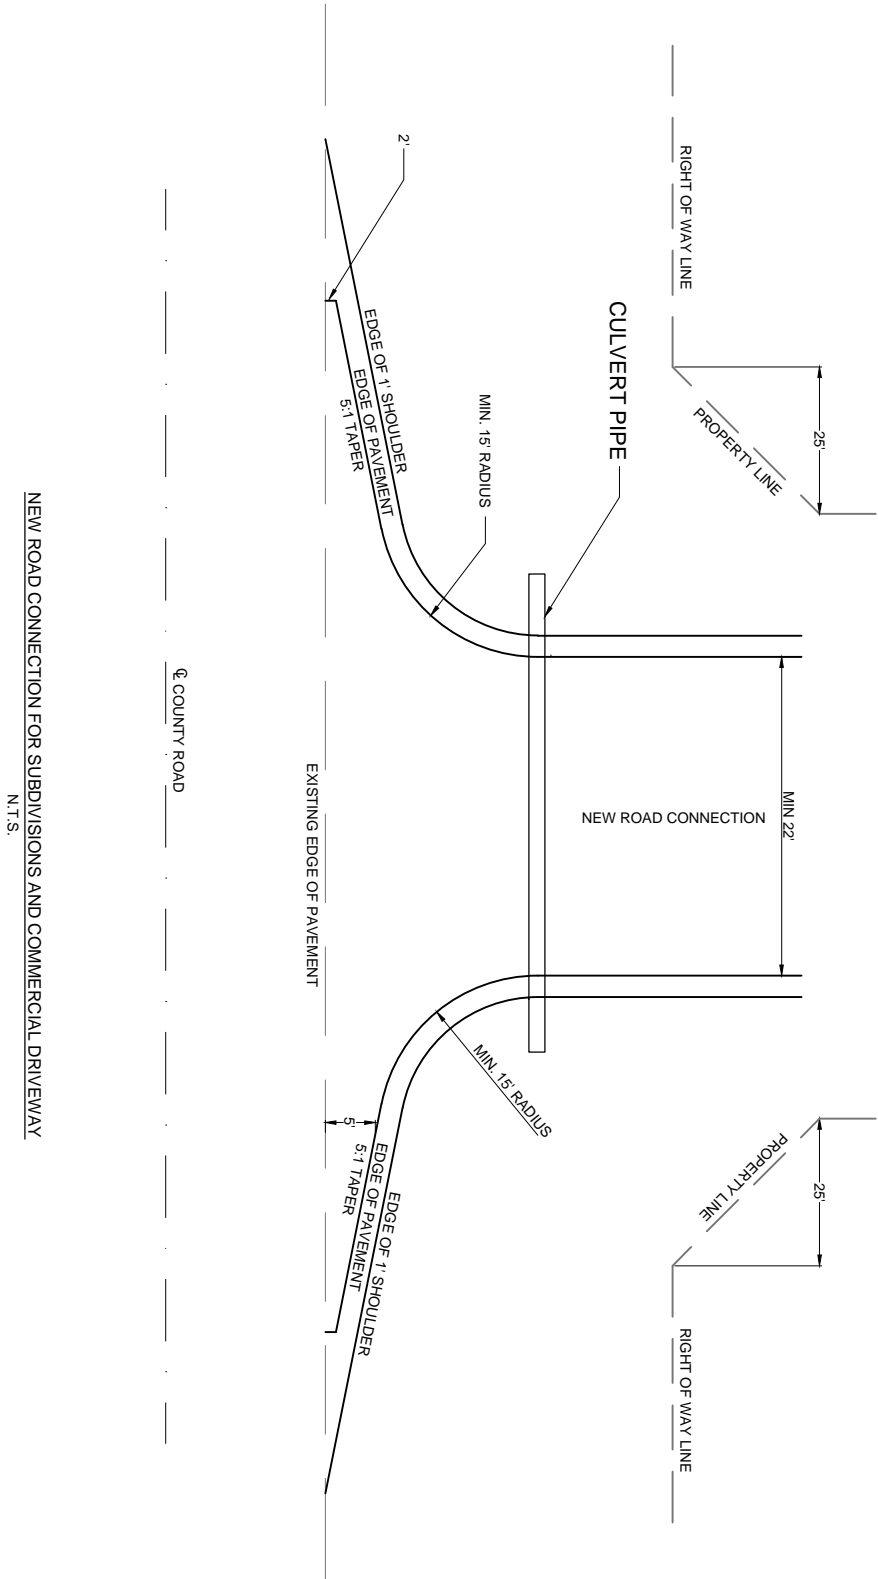 RIGHT OF WAY LINE
25'
PROPERTY LINE
CULVERT PIPE
MIN. 15' RADIUS
2'
EDGE OF 1' SHOULDER
EDGE OF PAVEMENT
5:1 TAPER
MIN 22'
NEW ROAD CONNECTION
25'
PROPERTY LINE
RIGHT OF WAY LINE
MIN. 15' RADIUS
5'
EDGE OF 1' SHOULDER
EDGE OF PAVEMENT
5:1 TAPER
EXISTING EDGE OF PAVEMENT
℄ COUNTY ROAD
NEW ROAD CONNECTION FOR SUBDIVISIONS AND COMMERCIAL DRIVEWAY
N.T.S.